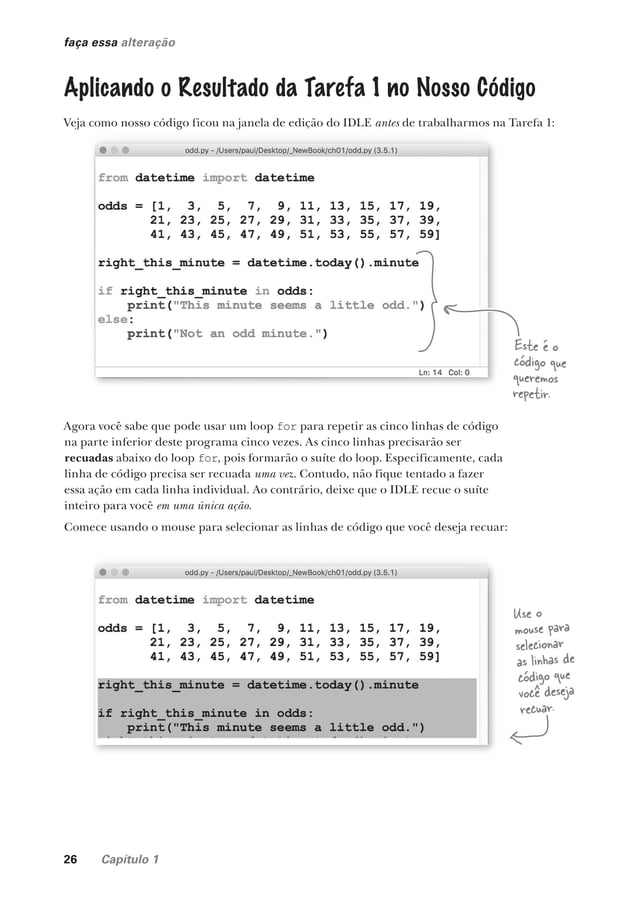 faça essa alteração
Aplicando o Resultado da Tarefa 1 no Nosso Código
Veja como nosso código ficou na janela de edição do IDLE antes de trabalharmos na Tarefa 1:
odd.py - /Users/paul/Desktop/_NewBook/ch01/odd.py (3.5.1)
from datetime import datetime
odds = [1, 3, 5, 7, 9, 11, 13, 15, 17, 19,
21, 23, 25, 27, 29, 31, 33, 35, 37, 39,
41, 43, 45, 47, 49, 51, 53, 55, 57, 59]
right_this_minute = datetime.today().minute
if right_this_minute in odds:
print("This minute seems a little odd.")
else:
print("Not an odd minute.")
Ln: 14 Col: 0
Este é o
código que
queremos
repetir.
Agora você sabe que pode usar um loop for para repetir as cinco linhas de código
na parte inferior deste programa cinco vezes. As cinco linhas precisarão ser
recuadas abaixo do loop for, pois formarão o suíte do loop. Especificamente, cada
linha de código precisa ser recuada uma vez. Contudo, não fique tentado a fazer
essa ação em cada linha individual. Ao contrário, deixe que o IDLE recue o suíte
inteiro para você em uma única ação.
Comece usando o mouse para selecionar as linhas de código que você deseja recuar:
odd.py - /Users/paul/Desktop/_NewBook/ch01/odd.py (3.5.1)
from datetime import datetime
odds = [1, 3, 5, 7, 9, 11, 13, 15, 17, 19,
21, 23, 25, 27, 29, 31, 33, 35, 37, 39,
41, 43, 45, 47, 49, 51, 53, 55, 57, 59]
right_this_minute = datetime.today().minute
if right_this_minute in odds:
print("This minute seems a little odd.")
Use o
mouse para
selecionar
as linhas de
código que
você deseja
recuar.
26 Capítulo 1